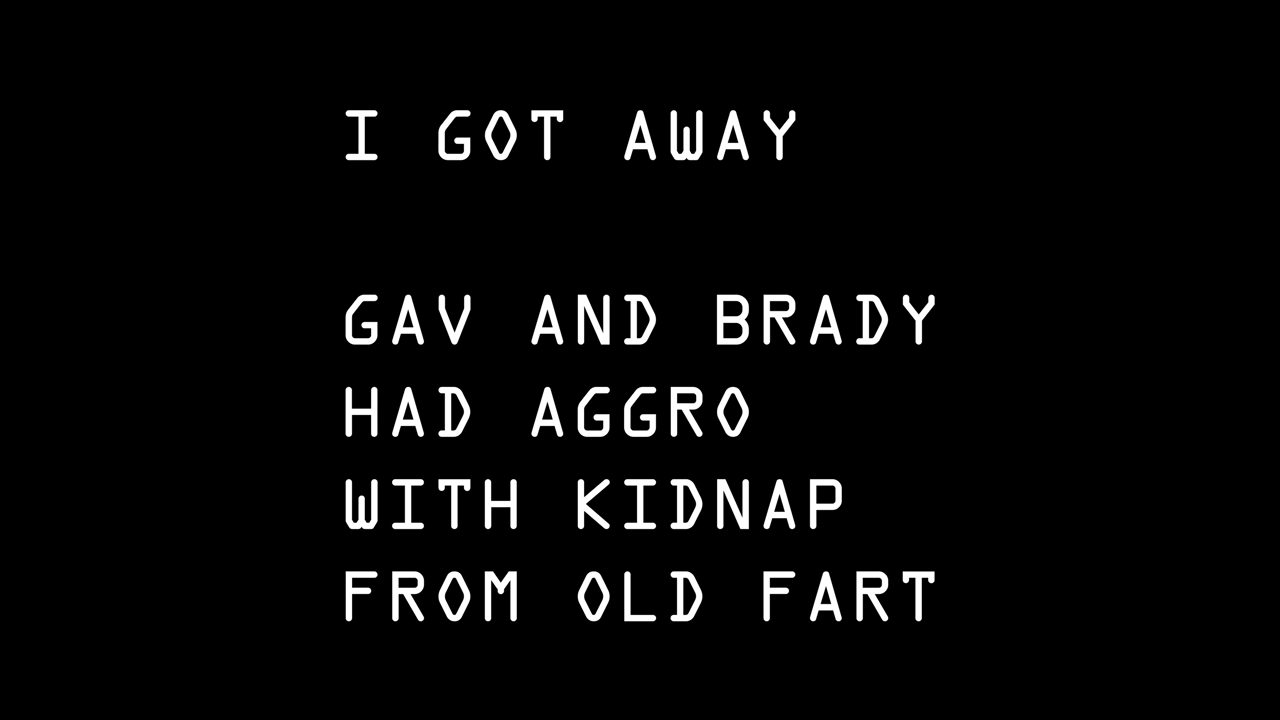 I GOT AWAY
GAV AND BRADY
HAD AGGRO
WITH KIDNAP
FROM OLD FART